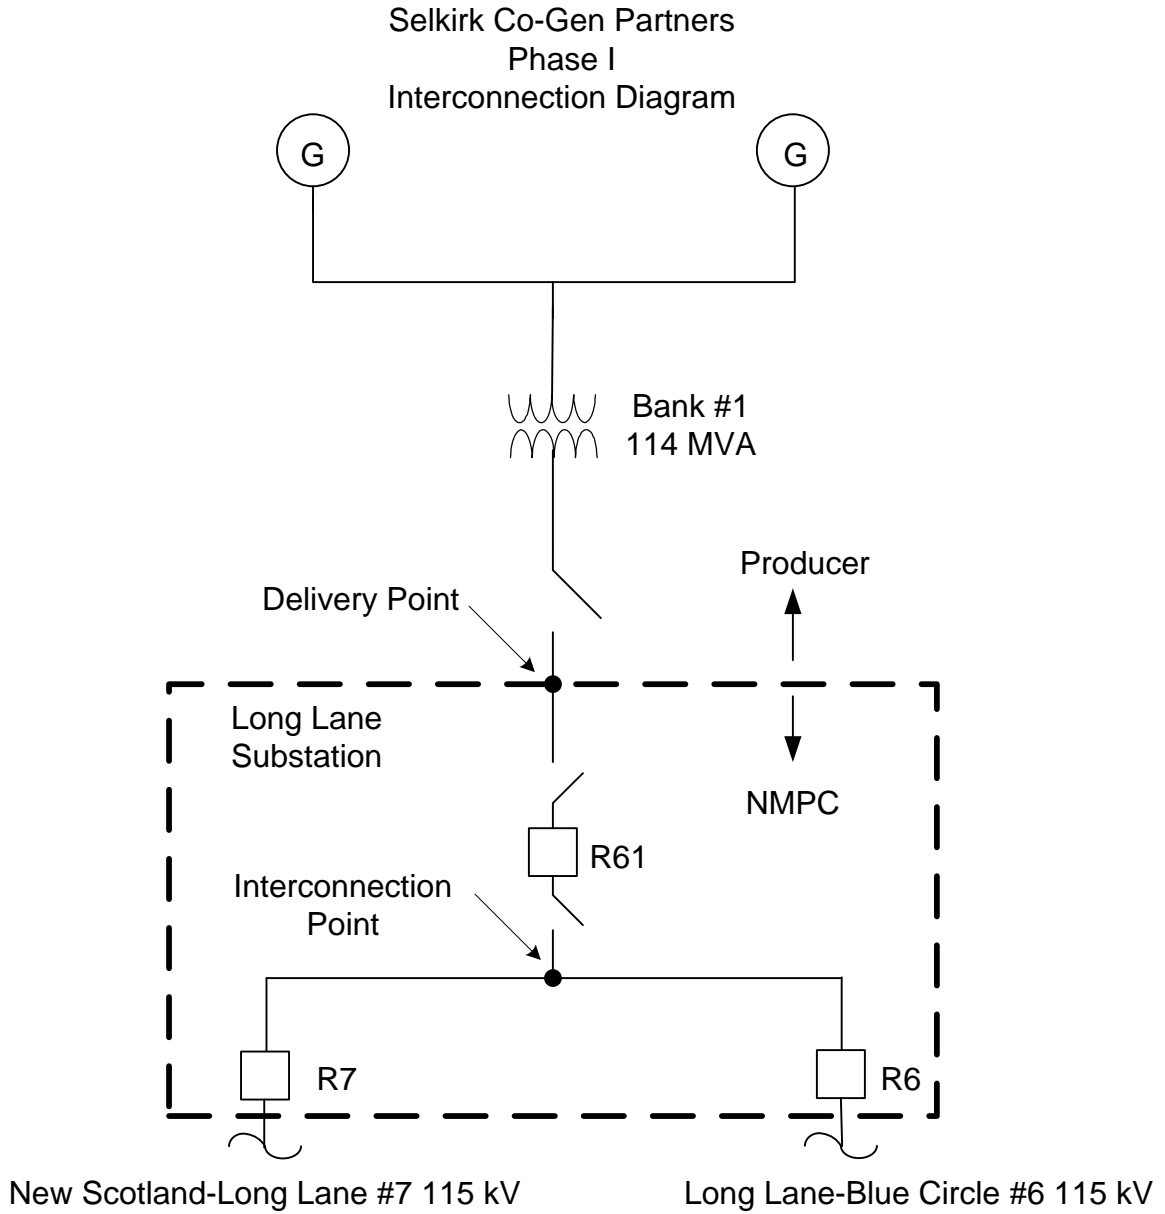 Selkirk Co-Gen Partners
Phase I
Interconnection Diagram
G
G
Bank #1
114 MVA
Producer
Delivery Point
Long Lane
Substation
NMPC
R61
Interconnection
Point
R7
R6
New Scotland-Long Lane #7 115 kV
Long Lane-Blue Circle #6 115 kV